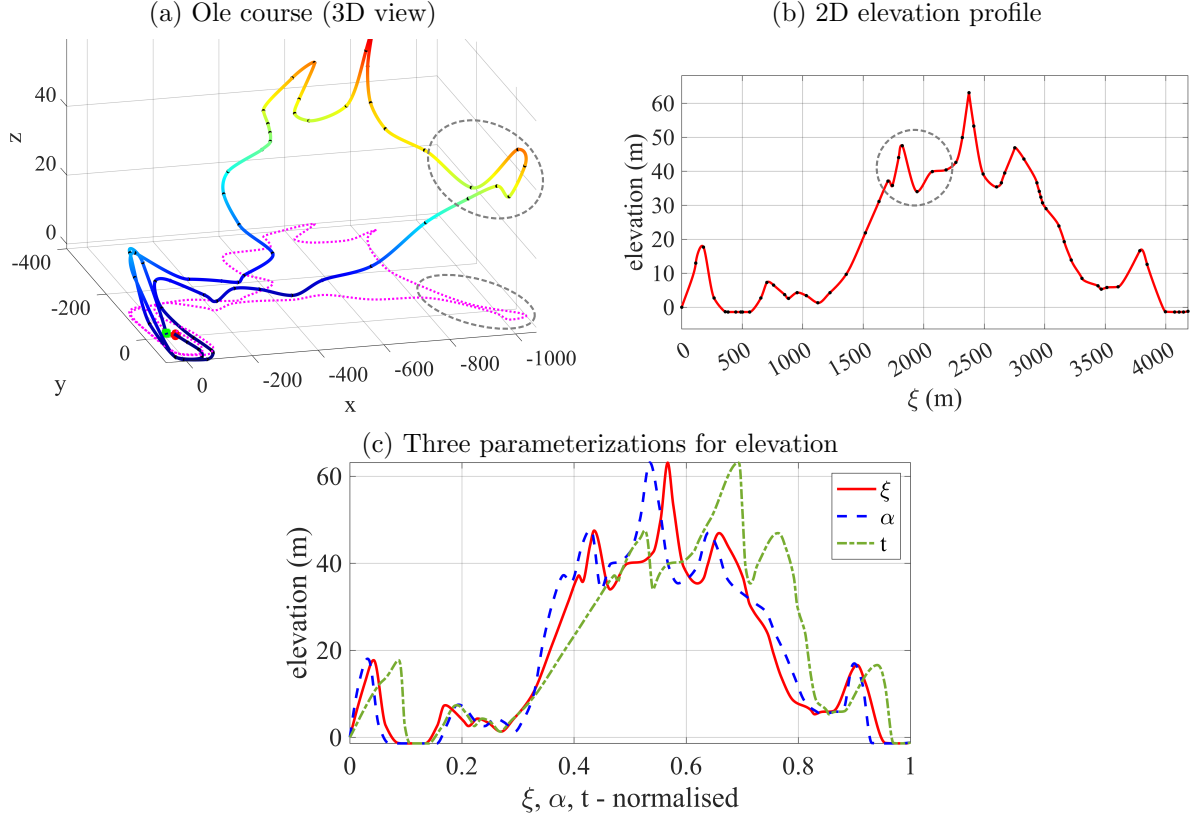 (a) Ole course (3D view)
z
40
20
0
-400
-200
0
y
0
-200
-400
-600
-800
-1000
x
(b) 2D elevation profile
elevation (m)
60
50
40
30
20
10
0
0
500
1000
1500
2000
2500
3000
3500
4000
ξ (m)
(c) Three parameterizations for elevation
elevation (m)
60
40
20
0
ξ
α
t
0
0.2
0.4
0.6
0.8
1
ξ, α, t - normalised